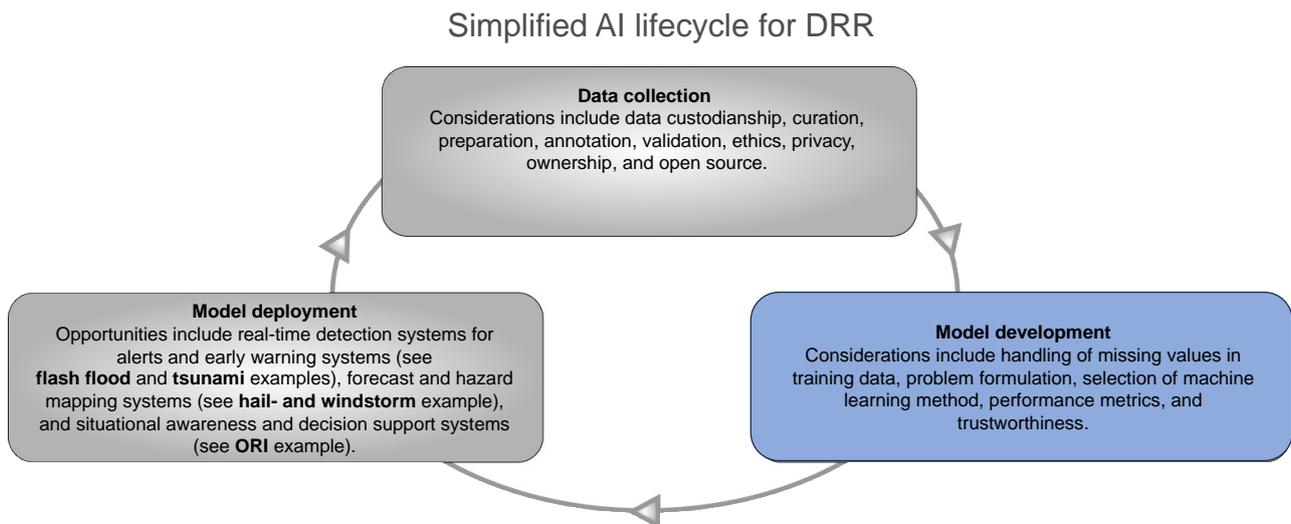 Simplified AI lifecycle for DRR
Data collection
Considerations include data custodianship, curation,
preparation, annotation, validation, ethics, privacy,
ownership, and open source.
Model deployment
Opportunities include real-time detection systems for
alerts and early warning systems (see
flash flood and tsunami examples), forecast and hazard
mapping systems (see hail- and windstorm example),
and situational awareness and decision support systems
(see ORI example).
Model development
Considerations include handling of missing values in
training data, problem formulation, selection of machine
learning method, performance metrics, and
trustworthiness.